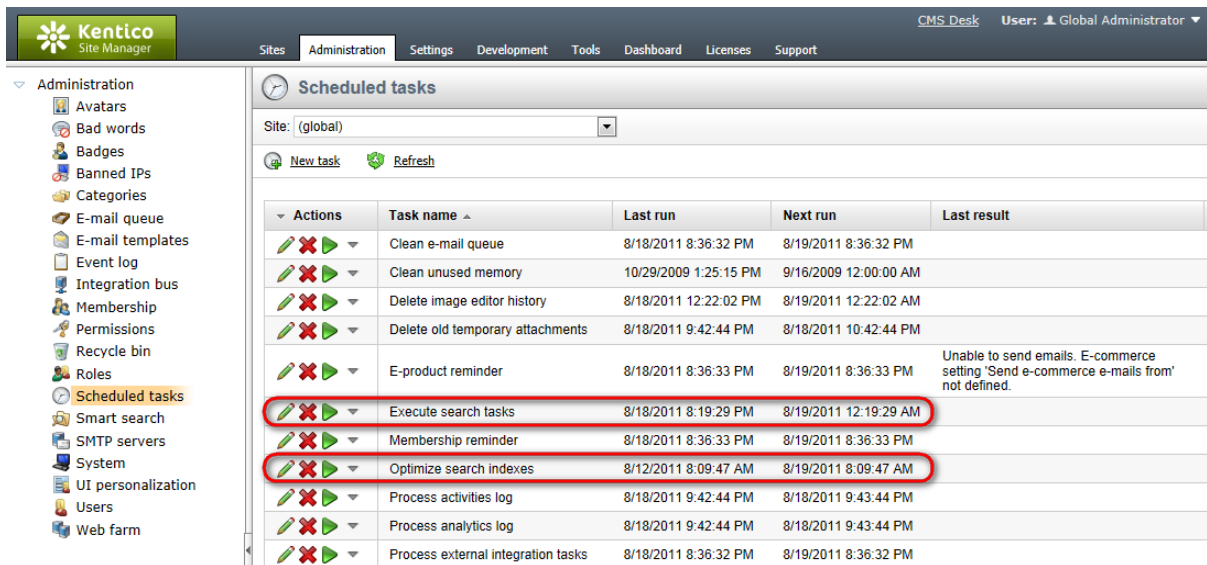 CMS Desk User: Global Administrator
Kentico
Site Manager
Sites Administration Settings Development Tools Dashboard Licenses Support
Administration
Avatars
Bad words
Badges
Banned IPs
Categories
E-mail queue
E-mail templates
Event log
Integration bus
Membership
Permissions
Recycle bin
Roles
Scheduled tasks
Smart search
SMTP servers
System
UI personalization
Users
Web farm
Scheduled tasks
Site: (global)
New task Refresh
Actions Task name Last run Next run Last result
Clean e-mail queue 8/18/2011 8:36:32 PM 8/19/2011 8:36:32 PM
Clean unused memory 10/29/2009 1:25:15 PM 9/16/2009 12:00:00 AM
Delete image editor history 8/18/2011 12:22:02 PM 8/19/2011 12:22:02 AM
Delete old temporary attachments 8/18/2011 9:42:44 PM 8/18/2011 10:42:44 PM
E-product reminder 8/18/2011 8:36:33 PM 8/19/2011 8:36:33 PM Unable to send emails. E-commerce
setting 'Send e-commerce e-mails from'
not defined.
Execute search tasks 8/18/2011 8:19:29 PM 8/19/2011 12:19:29 AM
Membership reminder 8/18/2011 8:36:33 PM 8/19/2011 8:36:33 PM
Optimize search indexes 8/12/2011 8:09:47 AM 8/19/2011 8:09:47 AM
Process activities log 8/18/2011 9:42:44 PM 8/18/2011 9:43:44 PM
Process analytics log 8/18/2011 9:42:44 PM 8/18/2011 9:43:44 PM
Process external integration tasks 8/18/2011 8:36:32 PM 8/19/2011 8:36:32 PM